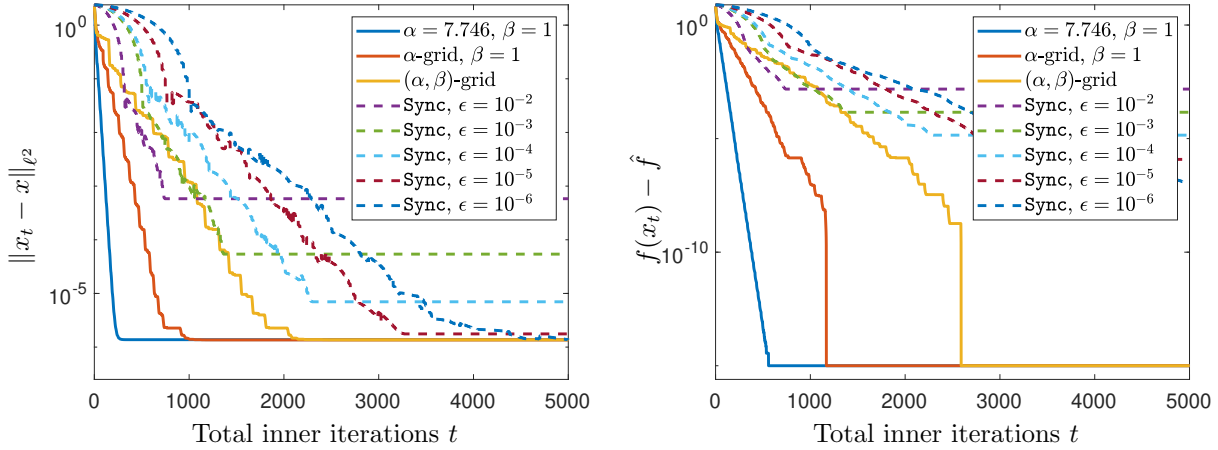 10^0
10^{-5}
||x_t − x||_{ℓ^2}
0 1000 2000 3000 4000 5000
Total inner iterations t
α = 7.746, β = 1
α-grid, β = 1
(α, β)-grid
Sync, ϵ = 10^{-2}
Sync, ϵ = 10^{-3}
Sync, ϵ = 10^{-4}
Sync, ϵ = 10^{-5}
Sync, ϵ = 10^{-6}
10^0
10^{-10}
f(x_t) − f̂
0 1000 2000 3000 4000 5000
Total inner iterations t
α = 7.746, β = 1
α-grid, β = 1
(α, β)-grid
Sync, ϵ = 10^{-2}
Sync, ϵ = 10^{-3}
Sync, ϵ = 10^{-4}
Sync, ϵ = 10^{-5}
Sync, ϵ = 10^{-6}